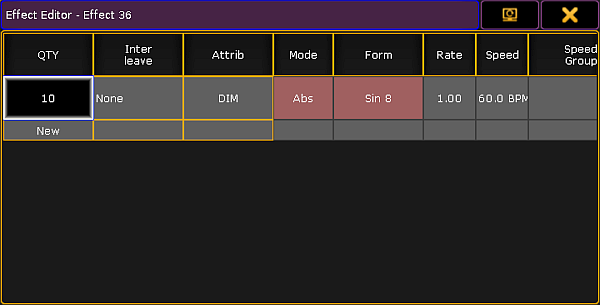 Effect Editor - Effect 36
QTY Inter leave Attrib Mode Form Rate Speed Speed Group
10 None DIM Abs Sin 8 1.00 60.0 BPM
New